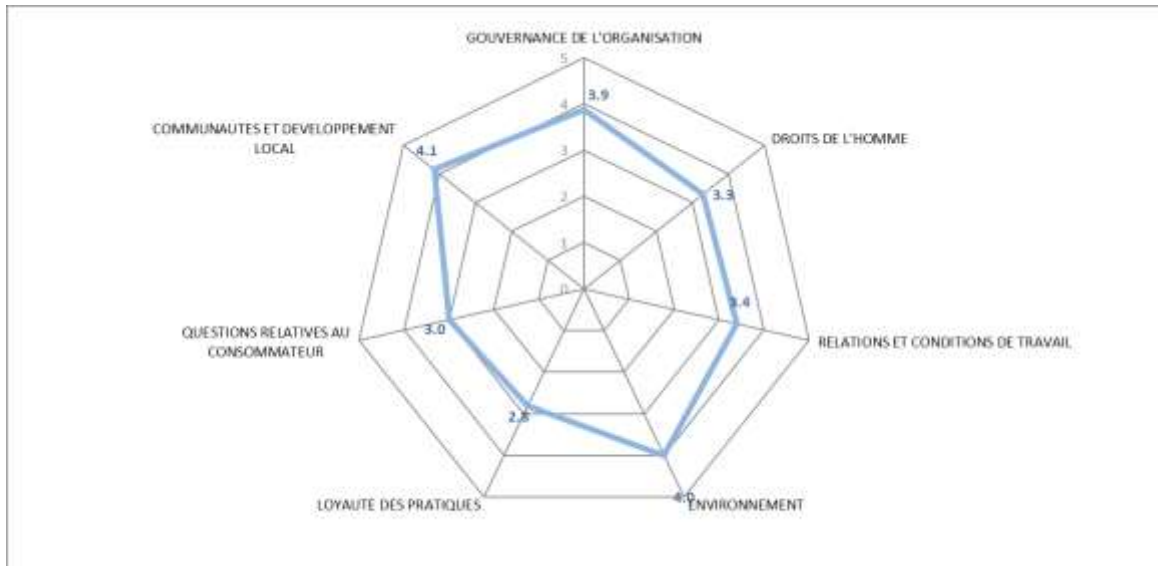 GOUVERNANCE DE L'ORGANISATION
5
4
3.9
3
2
1
0
DROITS DE L'HOMME
3.3
3.4
RELATIONS ET CONDITIONS DE TRAVAIL
4.0
ENVIRONNEMENT
LOYAUTE DES PRATIQUES
2.8
QUESTIONS RELATIVES AU
CONSOMMATEUR
3.0
COMMUNAUTES ET DEVELOPPEMENT
LOCAL
4.1